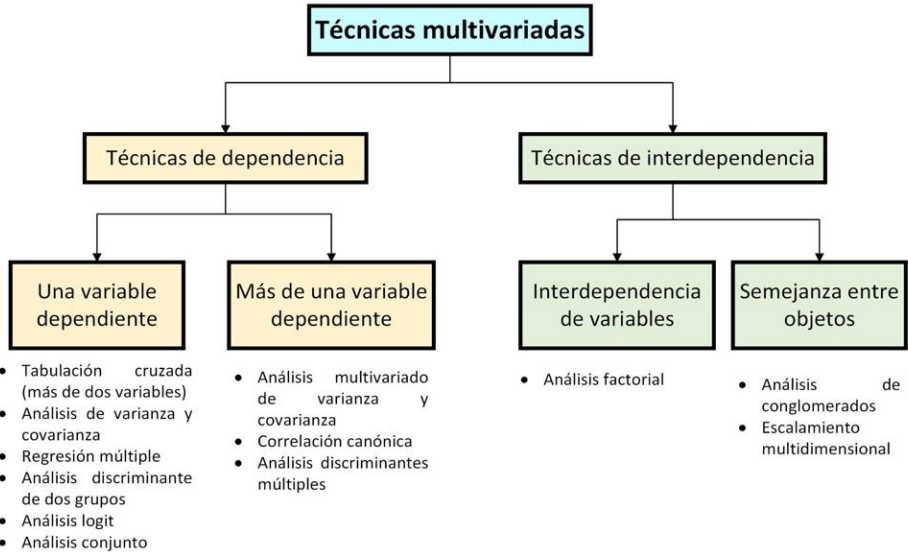 Técnicas multivariadas
Técnicas de dependencia
Técnicas de interdependencia
Una variable
dependiente
Más de una variable
dependiente
Interdependencia
de variables
Semejanza entre
objetos
• Tabulación cruzada
(más de dos variables)
• Análisis de varianza y
covarianza
• Regresión múltiple
• Análisis discriminante
de dos grupos
• Análisis logit
• Análisis conjunto
• Análisis multivariado
de varianza y
covarianza
• Correlación canónica
• Análisis discriminantes
múltiples
• Análisis factorial
• Análisis de
conglomerados
• Escalamiento
multidimensional